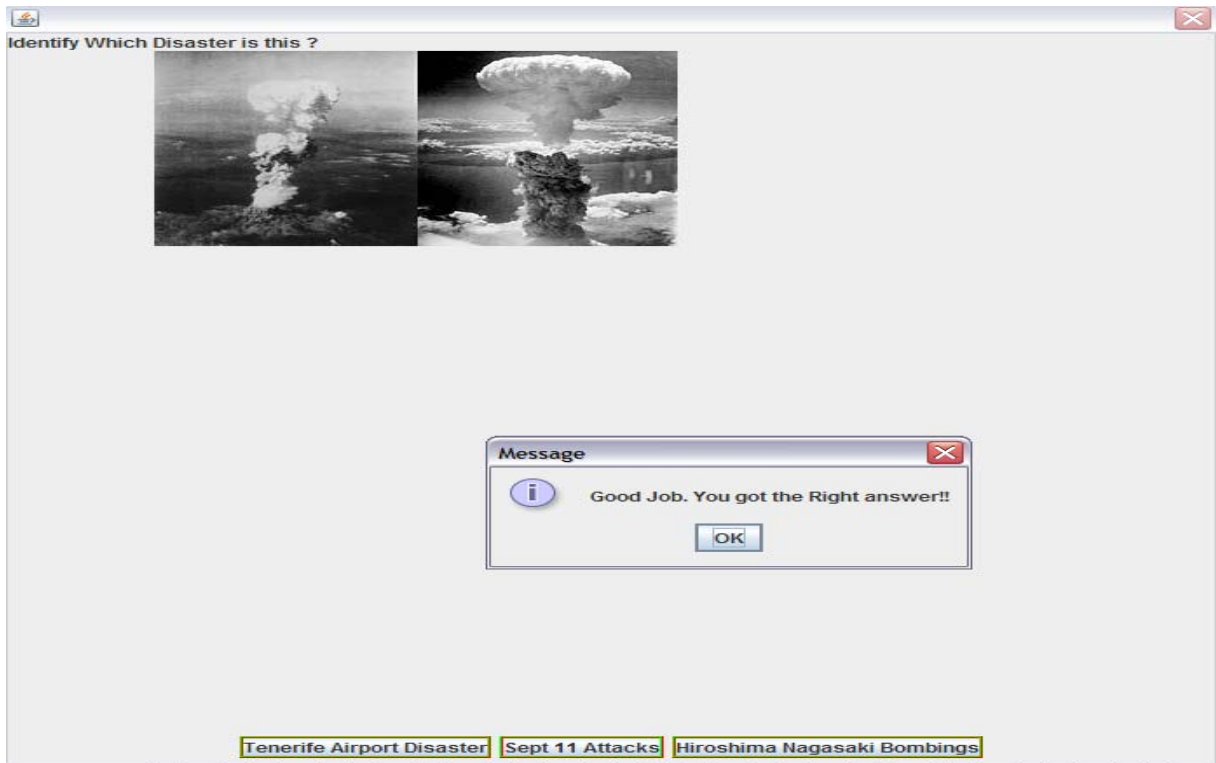 Identify Which Disaster is this ?
Message
Good Job. You got the Right answer!!
OK
Tenerife Airport Disaster Sept 11 Attacks Hiroshima Nagasaki Bombings